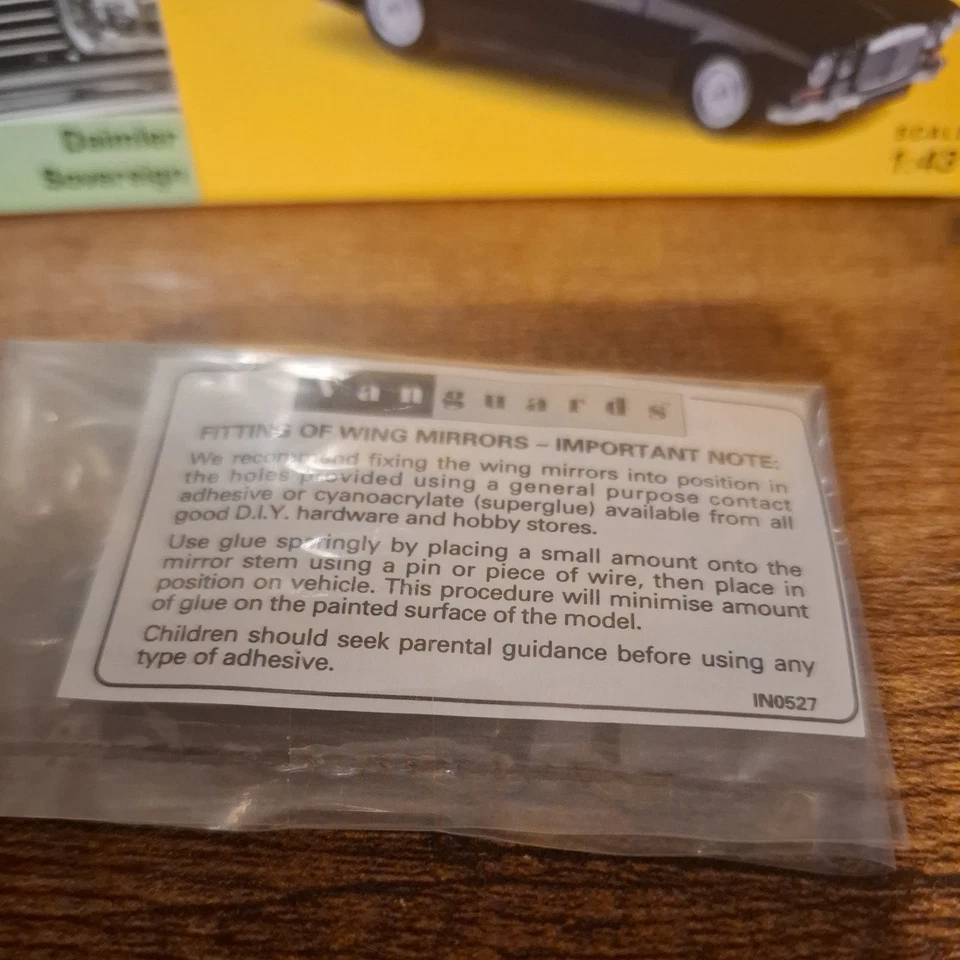 Daimler
Sovereign
SCALE
1:43
vanguards
FITTING OF WING MIRRORS – IMPORTANT NOTE:
We recommend fixing the wing mirrors into position in
the holes provided using a general purpose contact
adhesive or cyanoacrylate (superglue) available from all
good D.I.Y. hardware and hobby stores.
Use glue sparingly by placing a small amount onto the
mirror stem using a pin or piece of wire, then place in
position on vehicle. This procedure will minimise amount
of glue on the painted surface of the model.
Children should seek parental guidance before using any
type of adhesive.
IN0527